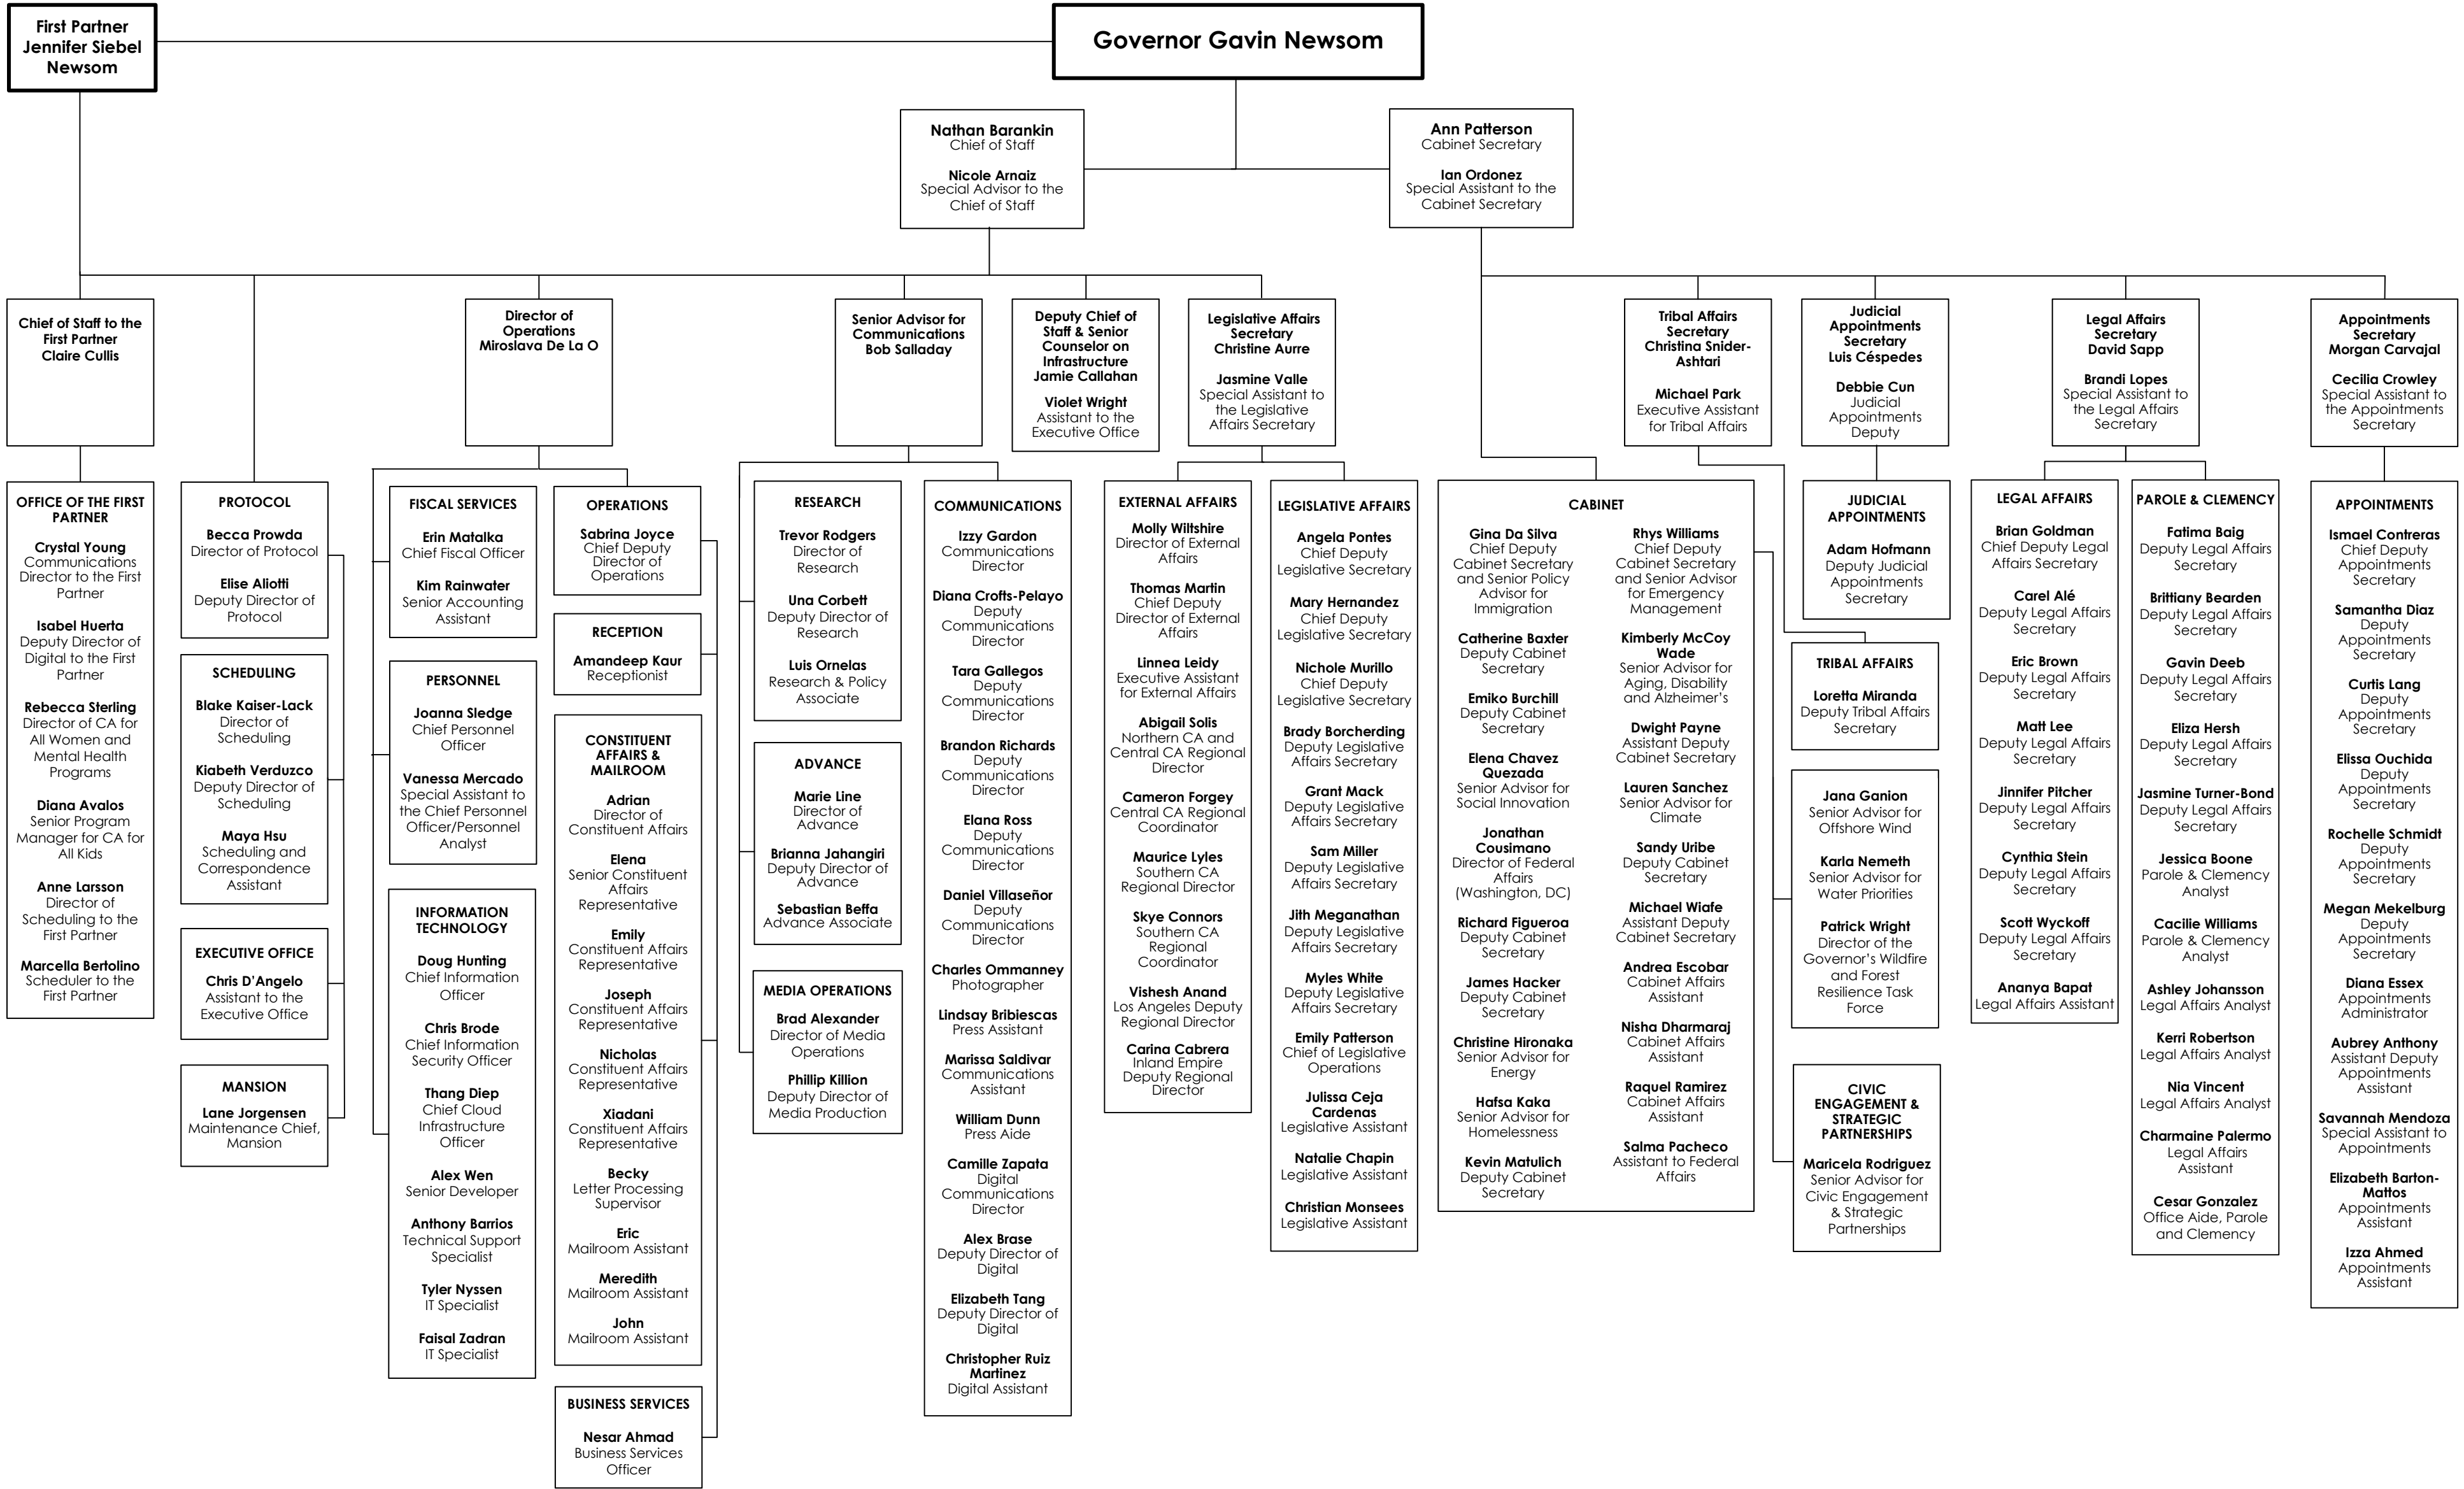 First Partner
Jennifer Siebel
Newsom
Governor Gavin Newsom
Nathan Barankin
Chief of Staff
Nicole Arnaiz
Special Advisor to the
Chief of Staff
Ann Patterson
Cabinet Secretary
Ian Ordonez
Special Assistant to the
Cabinet Secretary
Chief of Staff to the
First Partner
Claire Cullis
Director of
Operations
Miroslava De La O
Senior Advisor for
Communications
Bob Salladay
Deputy Chief of
Staff & Senior
Counselor on
Infrastructure
Jamie Callahan
Violet Wright
Assistant to the
Executive Office
Legislative Affairs
Secretary
Christine Aurre
Jasmine Valle
Special Assistant to
the Legislative
Affairs Secretary
Tribal Affairs
Secretary
Christina Snider-
Ashtari
Michael Park
Executive Assistant
for Tribal Affairs
Judicial
Appointments
Secretary
Luis Céspedes
Debbie Cun
Judicial
Appointments
Deputy
Legal Affairs
Secretary
David Sapp
Brandi Lopes
Special Assistant to
the Legal Affairs
Secretary
Appointments
Secretary
Morgan Carvajal
Cecilia Crowley
Special Assistant to
the Appointments
Secretary
OFFICE OF THE FIRST
PARTNER
Crystal Young
Communications
Director to the First
Partner
Isabel Huerta
Deputy Director of
Digital to the First
Partner
Rebecca Sterling
Director of CA for
All Women and
Mental Health
Programs
Diana Avalos
Senior Program
Manager for CA for
All Kids
Anne Larsson
Director of
Scheduling to the
First Partner
Marcella Bertolino
Scheduler to the
First Partner
PROTOCOL
Becca Prowda
Director of Protocol
Elise Aliotti
Deputy Director of
Protocol
SCHEDULING
Blake Kaiser-Lack
Director of
Scheduling
Kiabeth Verduzco
Deputy Director of
Scheduling
Maya Hsu
Scheduling and
Correspondence
Assistant
EXECUTIVE OFFICE
Chris D’Angelo
Assistant to the
Executive Office
MANSION
Lane Jorgensen
Maintenance Chief,
Mansion
FISCAL SERVICES
Erin Matalka
Chief Fiscal Officer
Kim Rainwater
Senior Accounting
Assistant
PERSONNEL
Joanna Sledge
Chief Personnel
Officer
Vanessa Mercado
Special Assistant to
the Chief Personnel
Officer/Personnel
Analyst
INFORMATION
TECHNOLOGY
Doug Hunting
Chief Information
Officer
Chris Brode
Chief Information
Security Officer
Thang Diep
Chief Cloud
Infrastructure
Officer
Alex Wen
Senior Developer
Anthony Barrios
Technical Support
Specialist
Tyler Nyssen
IT Specialist
Faisal Zadran
IT Specialist
OPERATIONS
Sabrina Joyce
Chief Deputy
Director of
Operations
RECEPTION
Amandeep Kaur
Receptionist
CONSTITUENT
AFFAIRS &
MAILROOM
Adrian
Director of
Constituent Affairs
Elena
Senior Constituent
Affairs
Representative
Emily
Constituent Affairs
Representative
Joseph
Constituent Affairs
Representative
Nicholas
Constituent Affairs
Representative
Xiadani
Constituent Affairs
Representative
Becky
Letter Processing
Supervisor
Eric
Mailroom Assistant
Meredith
Mailroom Assistant
John
Mailroom Assistant
BUSINESS SERVICES
Nesar Ahmad
Business Services
Officer
RESEARCH
Trevor Rodgers
Director of
Research
Una Corbett
Deputy Director of
Research
Luis Ornelas
Research & Policy
Associate
ADVANCE
Marie Line
Director of
Advance
Brianna Jahangiri
Deputy Director of
Advance
Sebastian Beffa
Advance Associate
MEDIA OPERATIONS
Brad Alexander
Director of Media
Operations
Phillip Killion
Deputy Director of
Media Production
COMMUNICATIONS
Izzy Gardon
Communications
Director
Diana Crofts-Pelayo
Deputy
Communications
Director
Tara Gallegos
Deputy
Communications
Director
Brandon Richards
Deputy
Communications
Director
Elana Ross
Deputy
Communications
Director
Daniel Villaseñor
Deputy
Communications
Director
Charles Ommanney
Photographer
Lindsay Bribiescas
Press Assistant
Marissa Saldivar
Communications
Assistant
William Dunn
Press Aide
Camille Zapata
Digital
Communications
Director
Alex Brase
Deputy Director of
Digital
Elizabeth Tang
Deputy Director of
Digital
Christopher Ruiz
Martinez
Digital Assistant
EXTERNAL AFFAIRS
Molly Wiltshire
Director of External
Affairs
Thomas Martin
Chief Deputy
Director of External
Affairs
Linnea Leidy
Executive Assistant
for External Affairs
Abigail Solis
Northern CA and
Central CA Regional
Director
Cameron Forgey
Central CA Regional
Coordinator
Maurice Lyles
Southern CA
Regional Director
Skye Connors
Southern CA
Regional
Coordinator
Vishesh Anand
Los Angeles Deputy
Regional Director
Carina Cabrera
Inland Empire
Deputy Regional
Director
LEGISLATIVE AFFAIRS
Angela Pontes
Chief Deputy
Legislative Secretary
Mary Hernandez
Chief Deputy
Legislative Secretary
Nichole Murillo
Chief Deputy
Legislative Secretary
Brady Borcherding
Deputy Legislative
Affairs Secretary
Grant Mack
Deputy Legislative
Affairs Secretary
Sam Miller
Deputy Legislative
Affairs Secretary
Jith Meganathan
Deputy Legislative
Affairs Secretary
Myles White
Deputy Legislative
Affairs Secretary
Emily Patterson
Chief of Legislative
Operations
Julissa Ceja
Cardenas
Legislative Assistant
Natalie Chapin
Legislative Assistant
Christian Monsees
Legislative Assistant
CABINET
Gina Da Silva
Chief Deputy
Cabinet Secretary
and Senior Policy
Advisor for
Immigration
Catherine Baxter
Deputy Cabinet
Secretary
Emiko Burchill
Deputy Cabinet
Secretary
Elena Chavez
Quezada
Senior Advisor for
Social Innovation
Jonathan
Cousimano
Director of Federal
Affairs
(Washington, DC)
Richard Figueroa
Deputy Cabinet
Secretary
James Hacker
Deputy Cabinet
Secretary
Christine Hironaka
Senior Advisor for
Energy
Hafsa Kaka
Senior Advisor for
Homelessness
Kevin Matulich
Deputy Cabinet
Secretary
Rhys Williams
Chief Deputy
Cabinet Secretary
and Senior Advisor
for Emergency
Management
Kimberly McCoy
Wade
Senior Advisor for
Aging, Disability
and Alzheimer’s
Dwight Payne
Assistant Deputy
Cabinet Secretary
Lauren Sanchez
Senior Advisor for
Climate
Sandy Uribe
Deputy Cabinet
Secretary
Michael Wiafe
Assistant Deputy
Cabinet Secretary
Andrea Escobar
Cabinet Affairs
Assistant
Nisha Dharmaraj
Cabinet Affairs
Assistant
Raquel Ramirez
Cabinet Affairs
Assistant
Salma Pacheco
Assistant to Federal
Affairs
JUDICIAL
APPOINTMENTS
Adam Hofmann
Deputy Judicial
Appointments
Secretary
TRIBAL AFFAIRS
Loretta Miranda
Deputy Tribal Affairs
Secretary
Jana Ganion
Senior Advisor for
Offshore Wind
Karla Nemeth
Senior Advisor for
Water Priorities
Patrick Wright
Director of the
Governor’s Wildfire
and Forest
Resilience Task
Force
CIVIC
ENGAGEMENT &
STRATEGIC
PARTNERSHIPS
Maricela Rodriguez
Senior Advisor for
Civic Engagement
& Strategic
Partnerships
LEGAL AFFAIRS
Brian Goldman
Chief Deputy Legal
Affairs Secretary
Carel Alé
Deputy Legal Affairs
Secretary
Eric Brown
Deputy Legal Affairs
Secretary
Matt Lee
Deputy Legal Affairs
Secretary
Jinnifer Pitcher
Deputy Legal Affairs
Secretary
Cynthia Stein
Deputy Legal Affairs
Secretary
Scott Wyckoff
Deputy Legal Affairs
Secretary
Ananya Bapat
Legal Affairs Assistant
PAROLE & CLEMENCY
Fatima Baig
Deputy Legal Affairs
Secretary
Brittiany Bearden
Deputy Legal Affairs
Secretary
Gavin Deeb
Deputy Legal Affairs
Secretary
Eliza Hersh
Deputy Legal Affairs
Secretary
Jasmine Turner-Bond
Deputy Legal Affairs
Secretary
Jessica Boone
Parole & Clemency
Analyst
Cacilie Williams
Parole & Clemency
Analyst
Ashley Johansson
Legal Affairs Analyst
Kerri Robertson
Legal Affairs Analyst
Nia Vincent
Legal Affairs Analyst
Charmaine Palermo
Legal Affairs
Assistant
Cesar Gonzalez
Office Aide, Parole
and Clemency
APPOINTMENTS
Ismael Contreras
Chief Deputy
Appointments
Secretary
Samantha Diaz
Deputy
Appointments
Secretary
Curtis Lang
Deputy
Appointments
Secretary
Elissa Ouchida
Deputy
Appointments
Secretary
Rochelle Schmidt
Deputy
Appointments
Secretary
Megan Mekelburg
Deputy
Appointments
Secretary
Diana Essex
Appointments
Administrator
Aubrey Anthony
Assistant Deputy
Appointments
Assistant
Savannah Mendoza
Special Assistant to
Appointments
Elizabeth Barton-
Mattos
Appointments
Assistant
Izza Ahmed
Appointments
Assistant